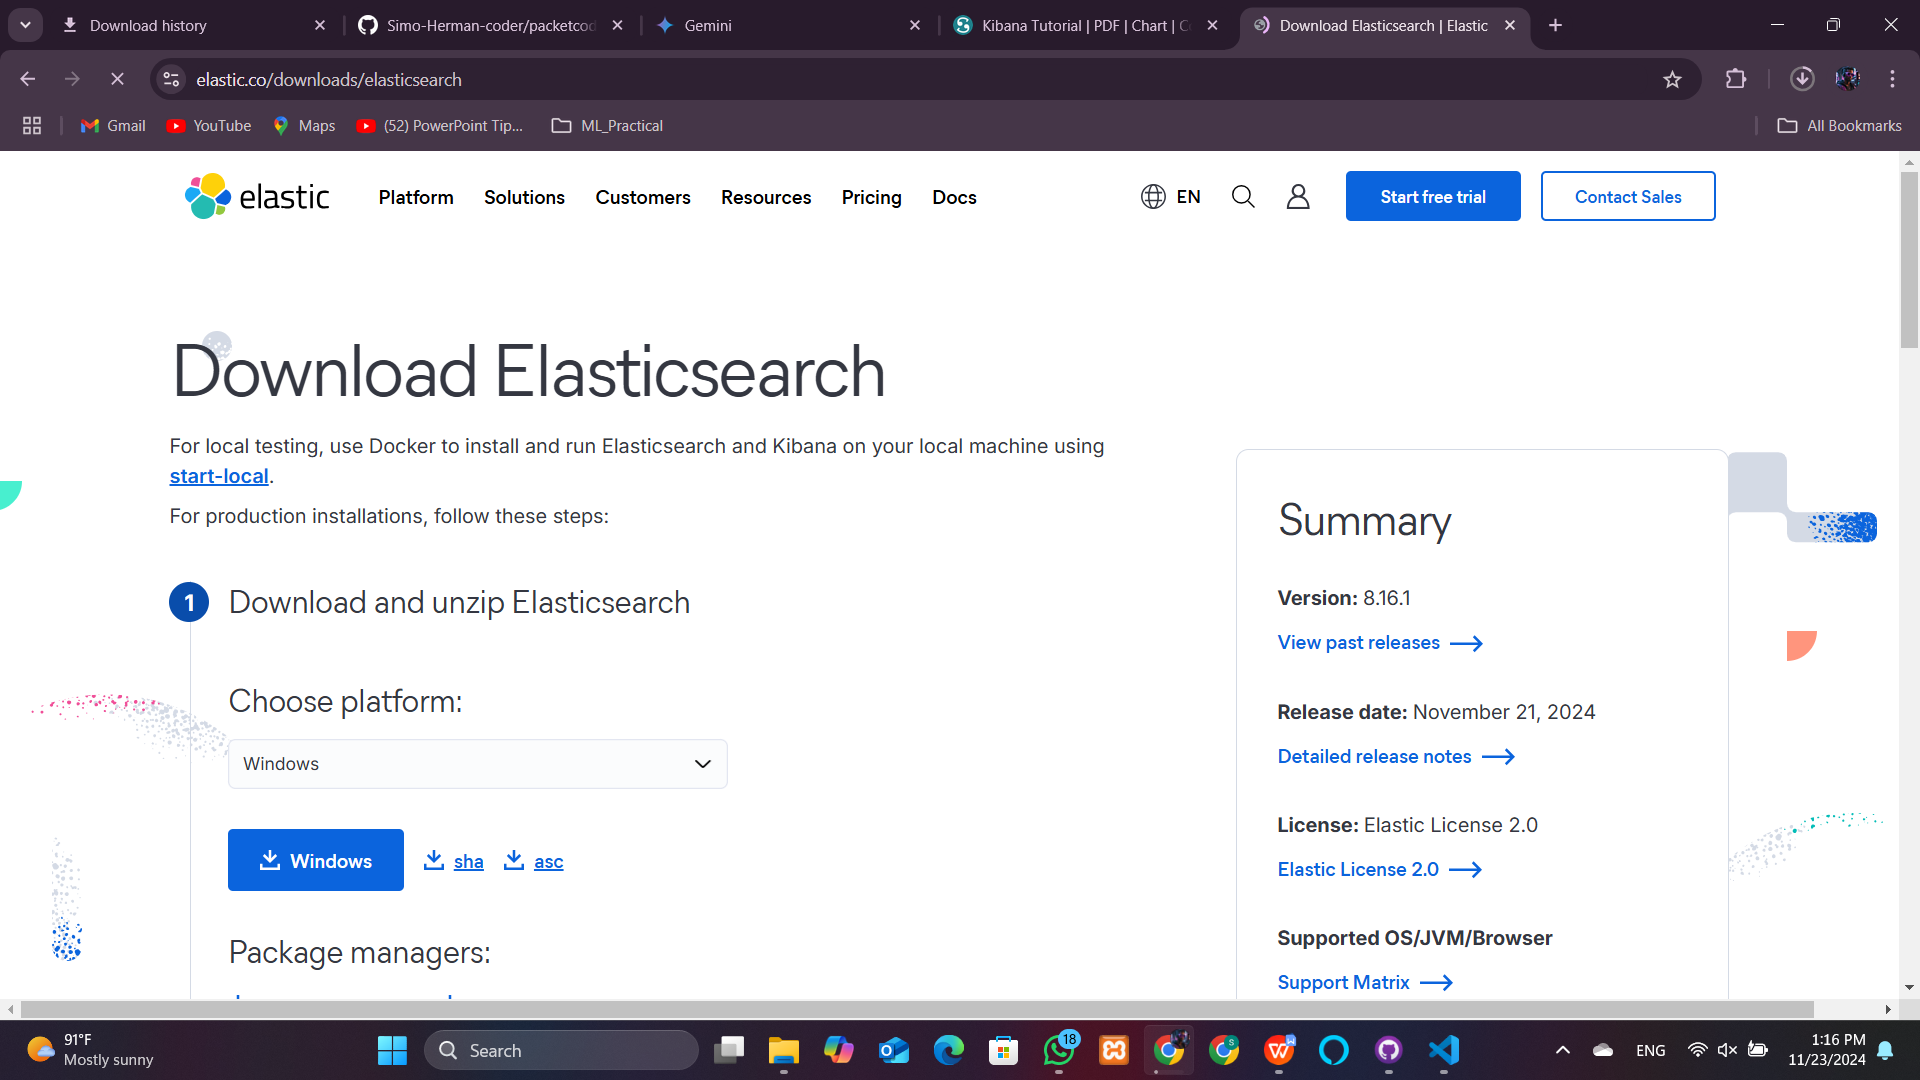 Download history
Simo-Herman-coder/packetcod
Gemini
Kibana Tutorial | PDF | Chart | Co
Download Elasticsearch | Elastic
elastic.co/downloads/elasticsearch
Gmail
YouTube
Maps
(52) PowerPoint Tip...
ML_Practical
All Bookmarks
elastic
Platform
Solutions
Customers
Resources
Pricing
Docs
EN
Start free trial
Contact Sales
Download Elasticsearch
For local testing, use Docker to install and run Elasticsearch and Kibana on your local machine using
start-local.
For production installations, follow these steps:
1 Download and unzip Elasticsearch
Choose platform:
Windows
Windows
sha
asc
Package managers:
Summary
Version: 8.16.1
View past releases
Release date: November 21, 2024
Detailed release notes
License: Elastic License 2.0
Elastic License 2.0
Supported OS/JVM/Browser
Support Matrix
91°F
Mostly sunny
Search
18
ENG
1:16 PM
11/23/2024